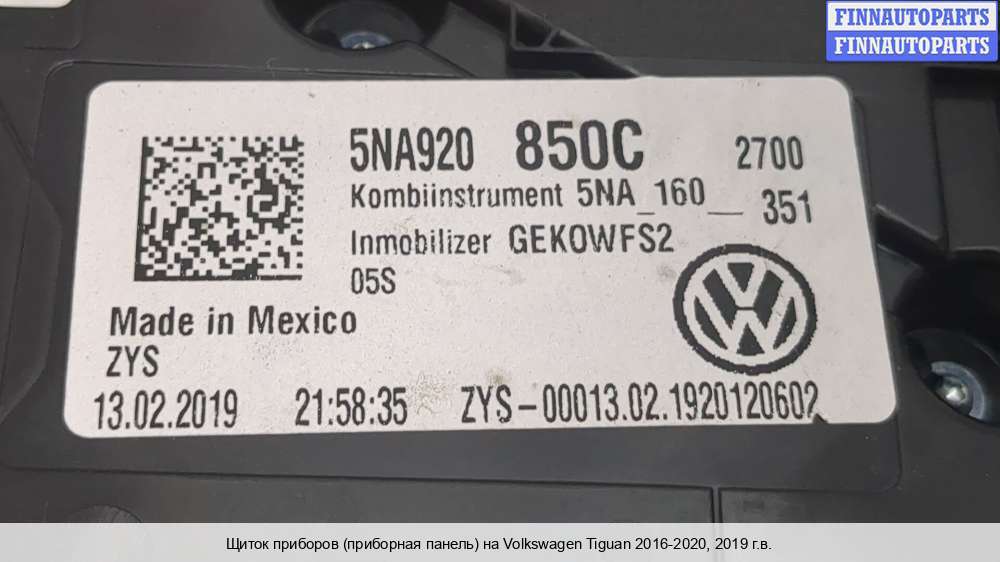 FINNAUTOPARTS
FINNAUTOPARTS
5NA920 850C 2700
Kombiinstrument 5NA_160__ 351
Inmobilizer GEKOWFS2
05S
Made in Mexico
ZYS
13.02.2019 21:58:35 ZYS-00013.02.1920120602
Щиток приборов (приборная панель) на Volkswagen Tiguan 2016-2020, 2019 г.в.